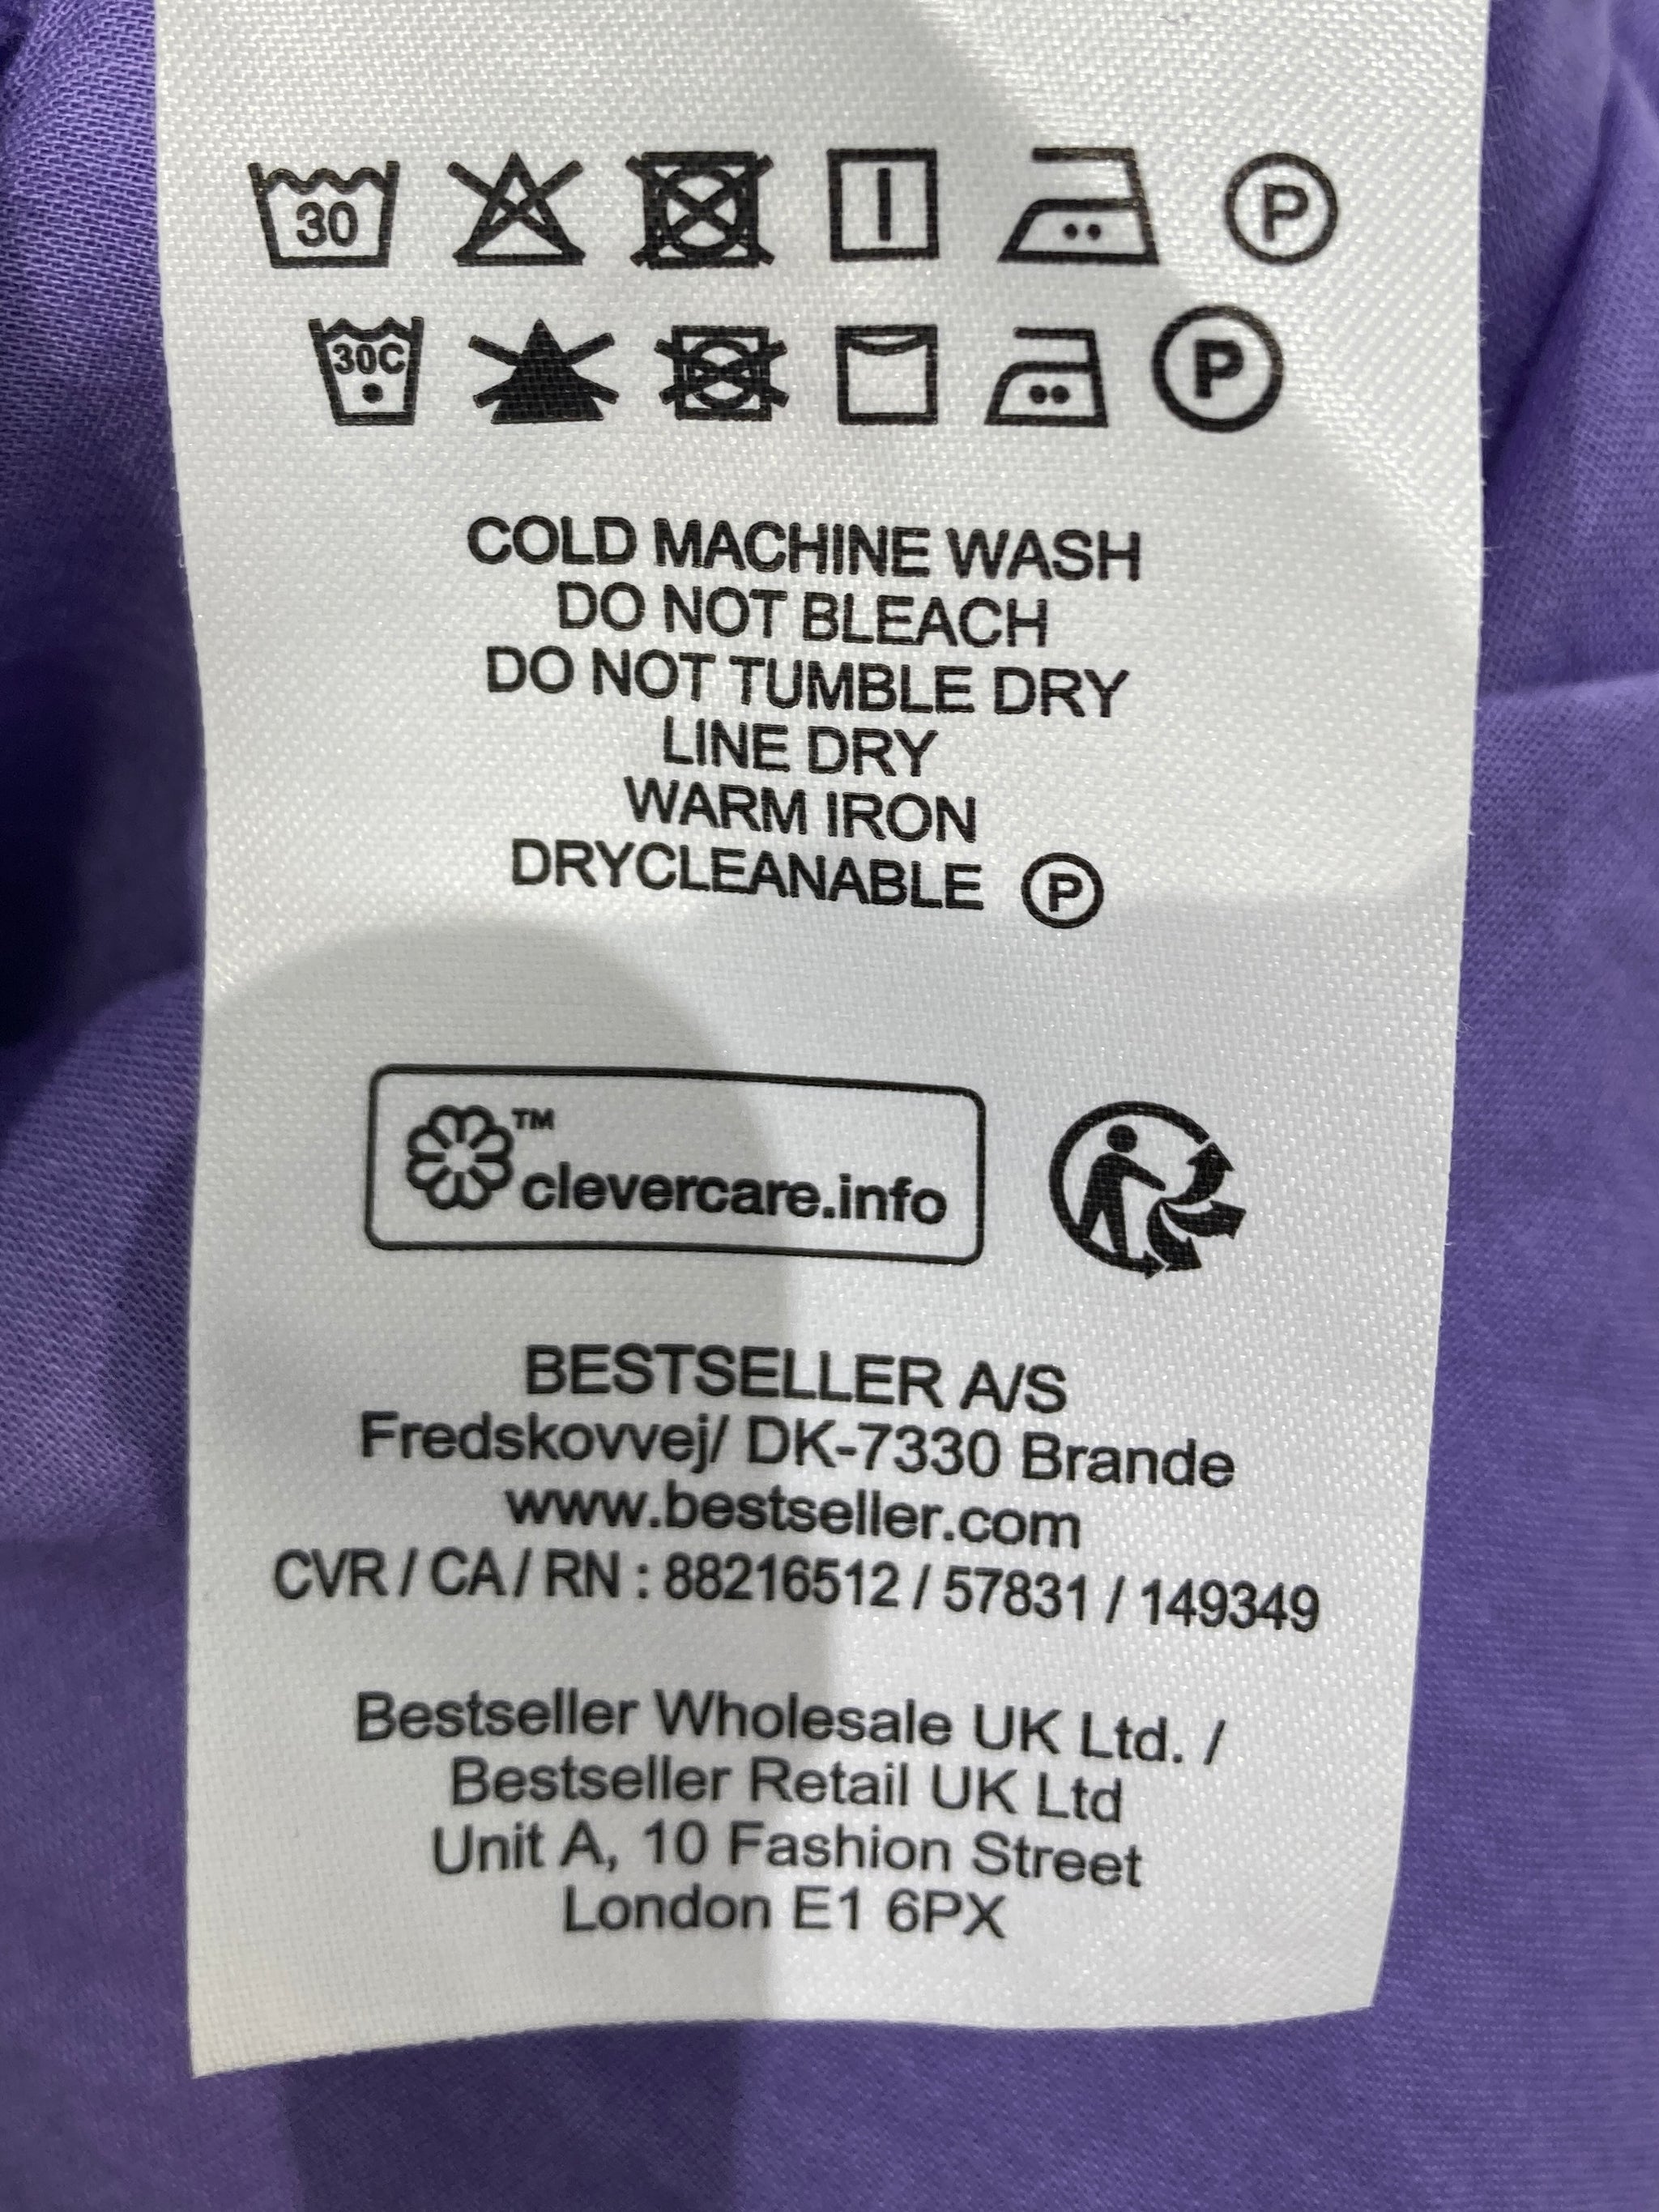 30 P
30C P
COLD MACHINE WASH
DO NOT BLEACH
DO NOT TUMBLE DRY
LINE DRY
WARM IRON
DRYCLEANABLE Ⓟ
™
clevercare.info
BESTSELLER A/S
Fredskovvej/ DK-7330 Brande
www.bestseller.com
CVR / CA / RN : 88216512 / 57831 / 149349
Bestseller Wholesale UK Ltd. /
Bestseller Retail UK Ltd
Unit A, 10 Fashion Street
London E1 6PX